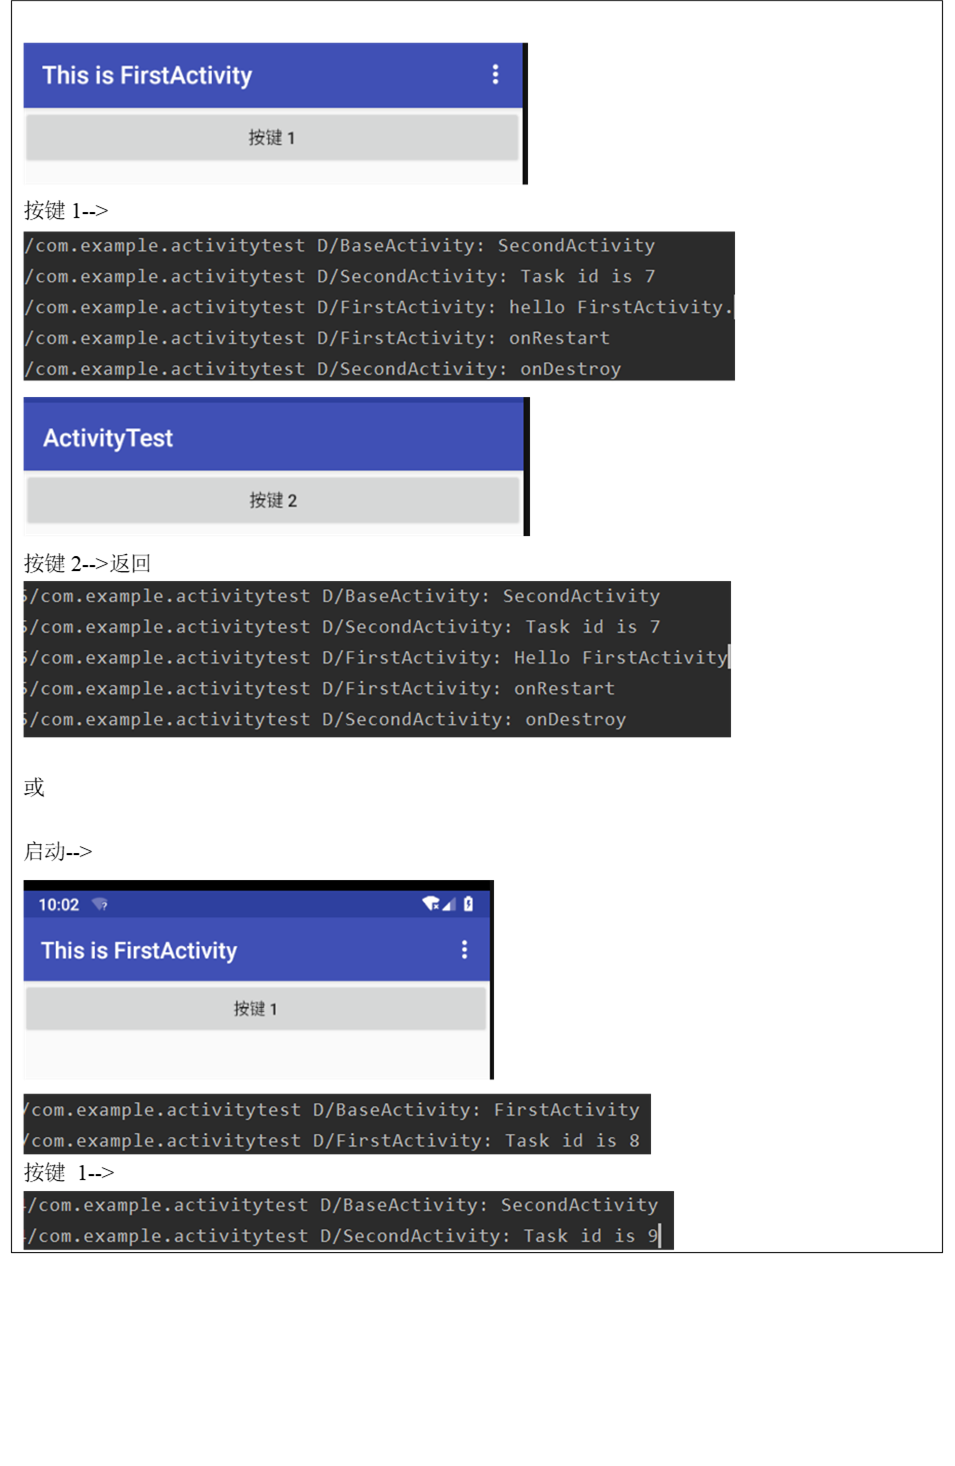 This is FirstActivity
按键 1
按键 1-->
/com.example.activitytest D/BaseActivity: SecondActivity
/com.example.activitytest D/SecondActivity: Task id is 7
/com.example.activitytest D/FirstActivity: hello FirstActivity.
/com.example.activitytest D/FirstActivity: onRestart
/com.example.activitytest D/SecondActivity: onDestroy
ActivityTest
按键 2
按键 2-->返回
/com.example.activitytest D/BaseActivity: SecondActivity
/com.example.activitytest D/SecondActivity: Task id is 7
/com.example.activitytest D/FirstActivity: Hello FirstActivity
/com.example.activitytest D/FirstActivity: onRestart
/com.example.activitytest D/SecondActivity: onDestroy
或
启动-->
10:02
This is FirstActivity
按键 1
/com.example.activitytest D/BaseActivity: FirstActivity
/com.example.activitytest D/FirstActivity: Task id is 8
按键 1-->
/com.example.activitytest D/BaseActivity: SecondActivity
/com.example.activitytest D/SecondActivity: Task id is 9